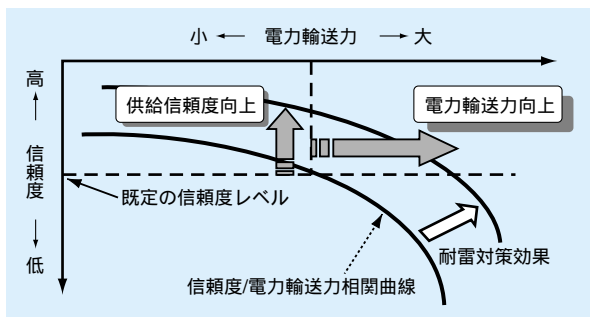 小 ← 電力輸送力 → 大
高
↑
信頼度
↓
低
供給信頼度向上
電力輸送力向上
既定の信頼度レベル
耐雷対策効果
信頼度/電力輸送力相関曲線